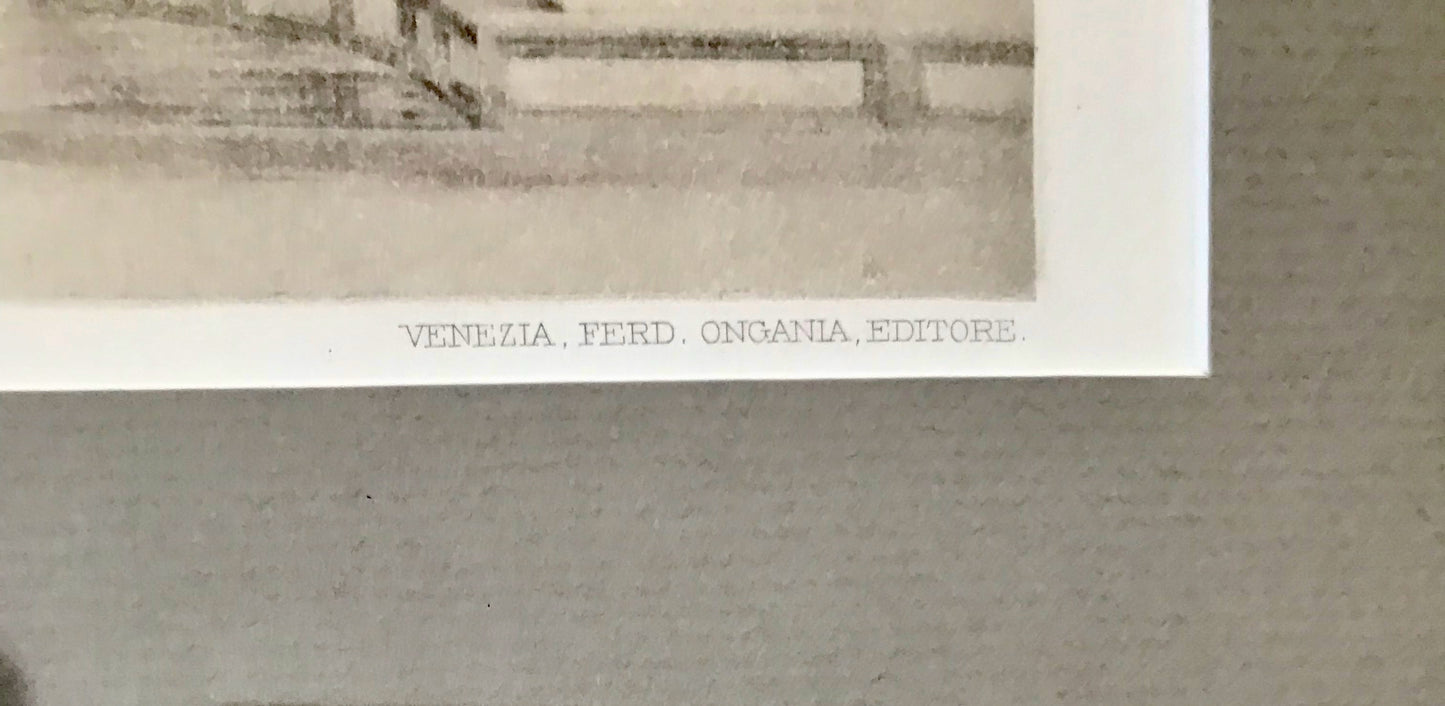 VENEZIA, FERD. ONGANIA, EDITORE.